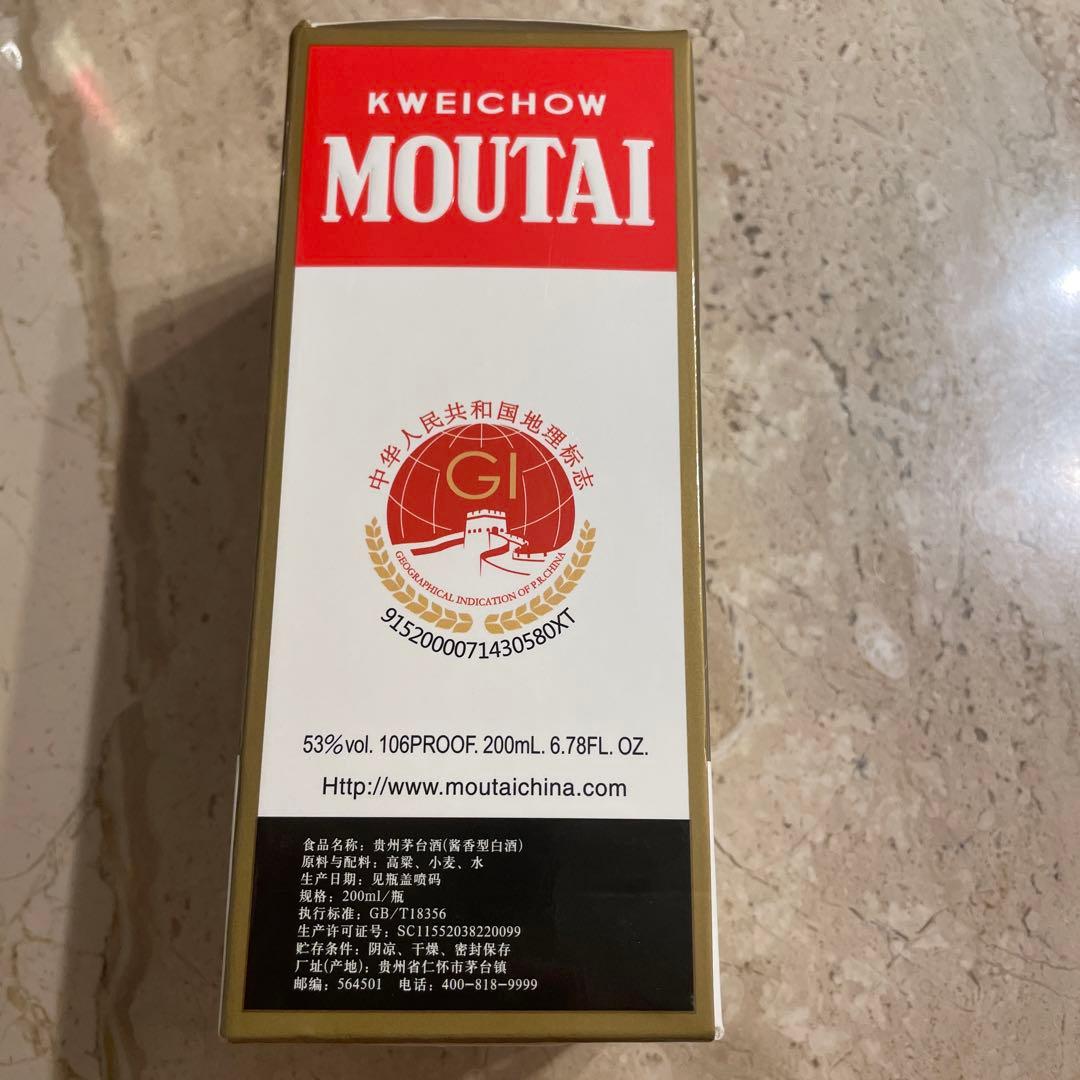 KWEICHOW
MOUTAI
中华人民共和国地理标志
GI
GEOGRAPHICAL INDICATION OF P.R.CHINA
9152000071430580XT
53%vol. 106PROOF. 200mL. 6.78FL. OZ.
Http://www.moutaichina.com
食品名称：贵州茅台酒(酱香型白酒)
原料与配料：高粱、小麦、水
生产日期：见瓶盖喷码
规格：200ml/瓶
执行标准：GB/T18356
生产许可证号：SC11552038220099
贮存条件：阴凉、干燥、密封保存
厂址(产地)：贵州省仁怀市茅台镇
邮编：564501 电话：400-818-9999